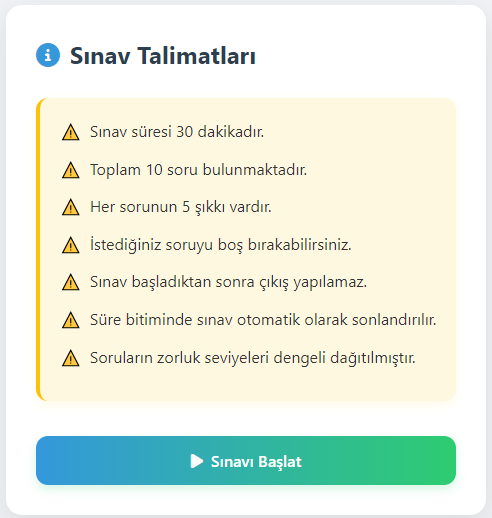 Sınav Talimatları
Sınav süresi 30 dakikadır.
Toplam 10 soru bulunmaktadır.
Her sorunun 5 şıkkı vardır.
İstediğiniz soruyu boş bırakabilirsiniz.
Sınav başladıktan sonra çıkış yapılamaz.
Süre bitiminde sınav otomatik olarak sonlandırılır.
Soruların zorluk seviyeleri dengeli dağıtılmıştır.
Sınavı Başlat